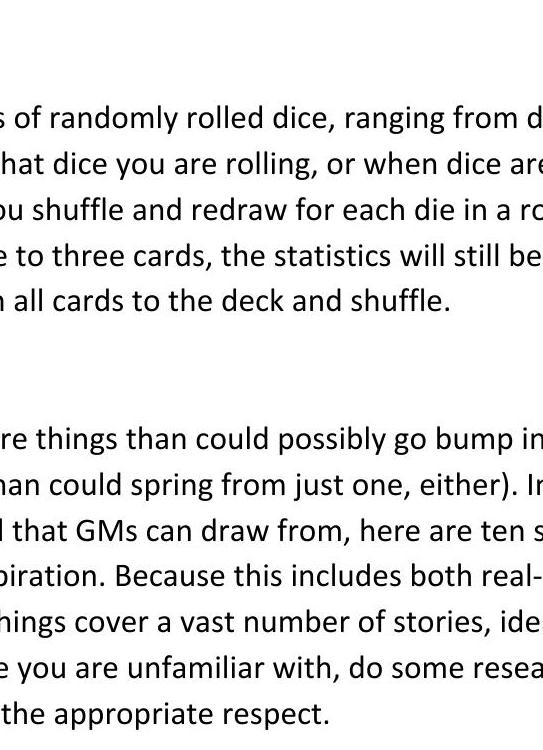 s of randomly rolled dice, ranging from d
hat dice you are rolling, or when dice are
ou shuffle and redraw for each die in a ro
e to three cards, the statistics will still be
n all cards to the deck and shuffle.
re things than could possibly go bump in
han could spring from just one, either). In
d that GMs can draw from, here are ten s
piration. Because this includes both real-
hings cover a vast number of stories, ide
e you are unfamiliar with, do some resea
the appropriate respect.